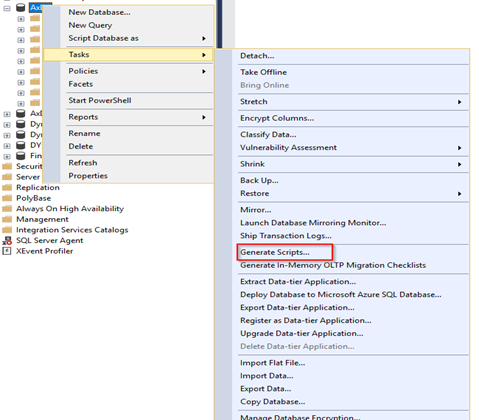 New Database...
New Query
Script Database as
Tasks
Policies
Facets
Start PowerShell
Reports
Rename
Delete
Refresh
Properties
Detach...
Take Offline
Bring Online
Stretch
Encrypt Columns...
Classify Data...
Vulnerability Assessment
Shrink
Back Up...
Restore
Mirror...
Launch Database Mirroring Monitor...
Ship Transaction Logs...
Generate Scripts...
Generate In-Memory OLTP Migration Checklists
Extract Data-tier Application...
Deploy Database to Microsoft Azure SQL Database...
Export Data-tier Application...
Register as Data-tier Application...
Upgrade Data-tier Application...
Delete Data-tier Application...
Import Flat File...
Import Data...
Export Data...
Copy Database...
Manage Database Encryption...
Dyn
Dyn
DY
Fin
Securit
Server
Replication
PolyBase
Always On High Availability
Management
Integration Services Catalogs
SQL Server Agent
XEvent Profiler